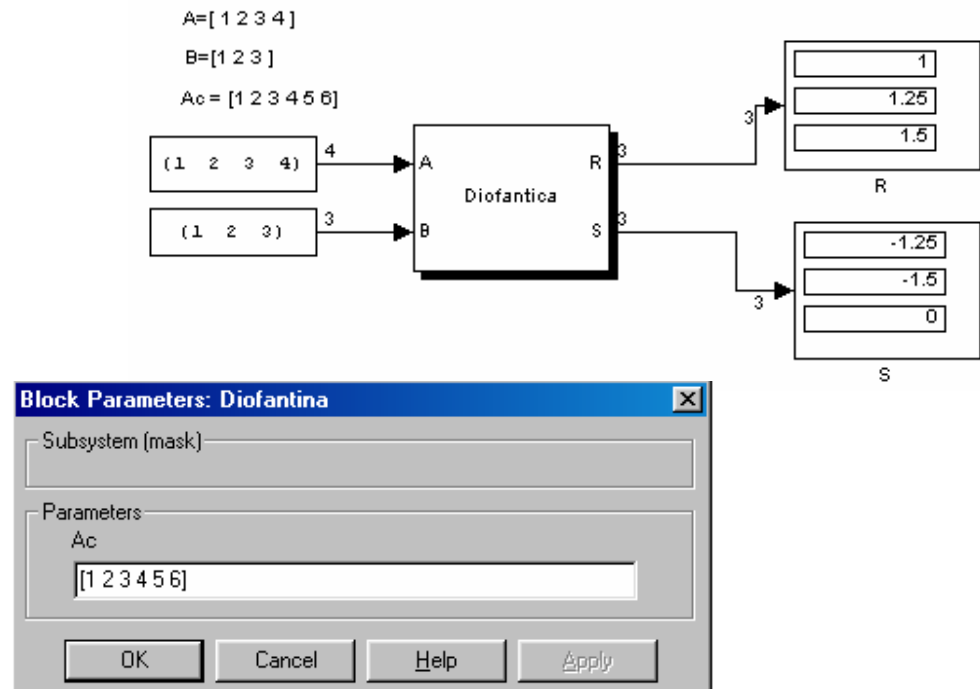 A=[ 1 2 3 4 ]
B=[1 2 3 ]
Ac = [1 2 3 4 5 6]
(1 2 3 4)
4
A
Diofantica
R
3
3
1
1.25
1.5
R
(1 2 3)
3
B
S
3
3
-1.25
-1.5
0
S
Block Parameters: Diofantina
Subsystem (mask)
Parameters
Ac
[1 2 3 4 5 6]
OK Cancel Help Apply